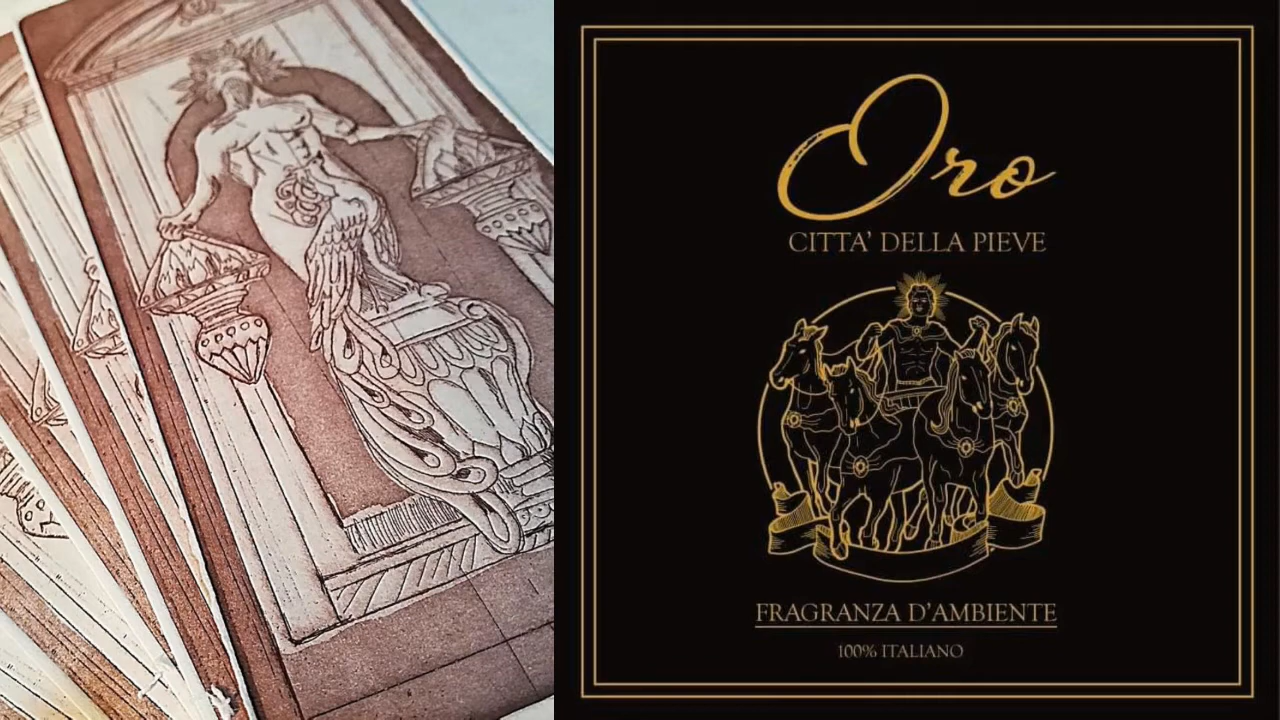 Oro
CITTA' DELLA PIEVE
FRAGRANZA D'AMBIENTE
100% ITALIANO